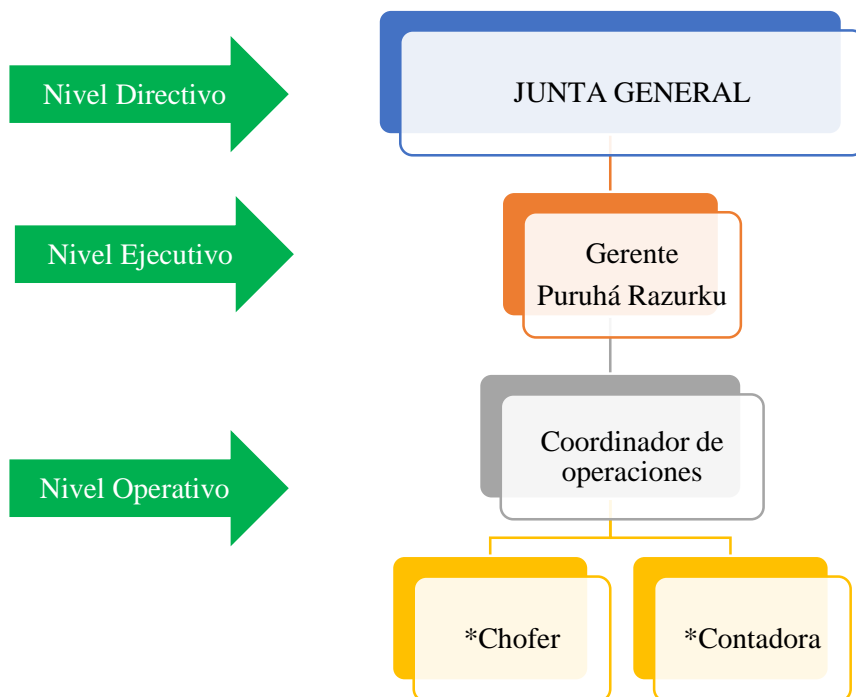 Nivel Directivo
JUNTA GENERAL
Nivel Ejecutivo
Gerente
Puruhá Razurku
Nivel Operativo
Coordinador de
operaciones
*Chofer
*Contadora